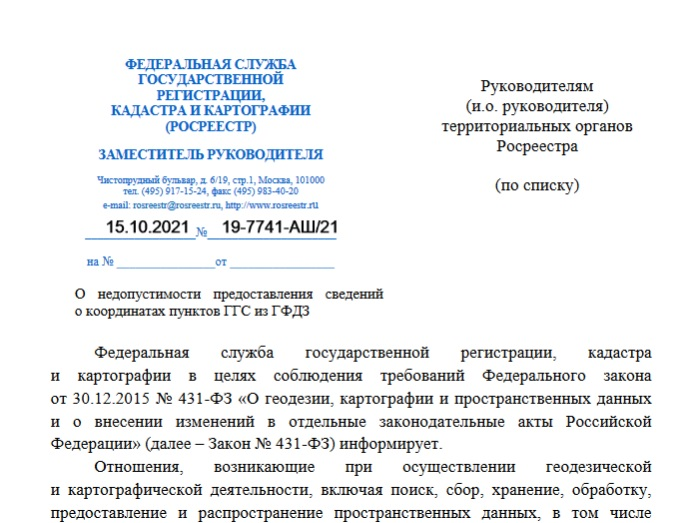 ФЕДЕРАЛЬНАЯ СЛУЖБА
ГОСУДАРСТВЕННОЙ
РЕГИСТРАЦИИ,
КАДАСТРА И КАРТОГРАФИИ
(РОСРЕЕСТР)
ЗАМЕСТИТЕЛЬ РУКОВОДИТЕЛЯ
Чистопрудный бульвар, д. 6/19, стр.1, Москва, 101000
тел. (495) 917-15-24, факс (495) 983-40-20
e-mail: rosreestr@rosreestr.ru, http://www.rosreestr.ru
15.10.2021 № 19-7741-АШ/21
на № ________________ от ________________
Руководителям
(и.о. руководителя)
территориальных органов
Росреестра
(по списку)
О недопустимости предоставления сведений
о координатах пунктов ГГС из ГФДЗ
Федеральная служба государственной регистрации, кадастра
и картографии в целях соблюдения требований Федерального закона
от 30.12.2015 № 431-ФЗ «О геодезии, картографии и пространственных данных
и о внесении изменений в отдельные законодательные акты Российской
Федерации» (далее – Закон № 431-ФЗ) информирует.
Отношения, возникающие при осуществлении геодезической
и картографической деятельности, включая поиск, сбор, хранение, обработку,
предоставление и распространение пространственных данных, в том числе